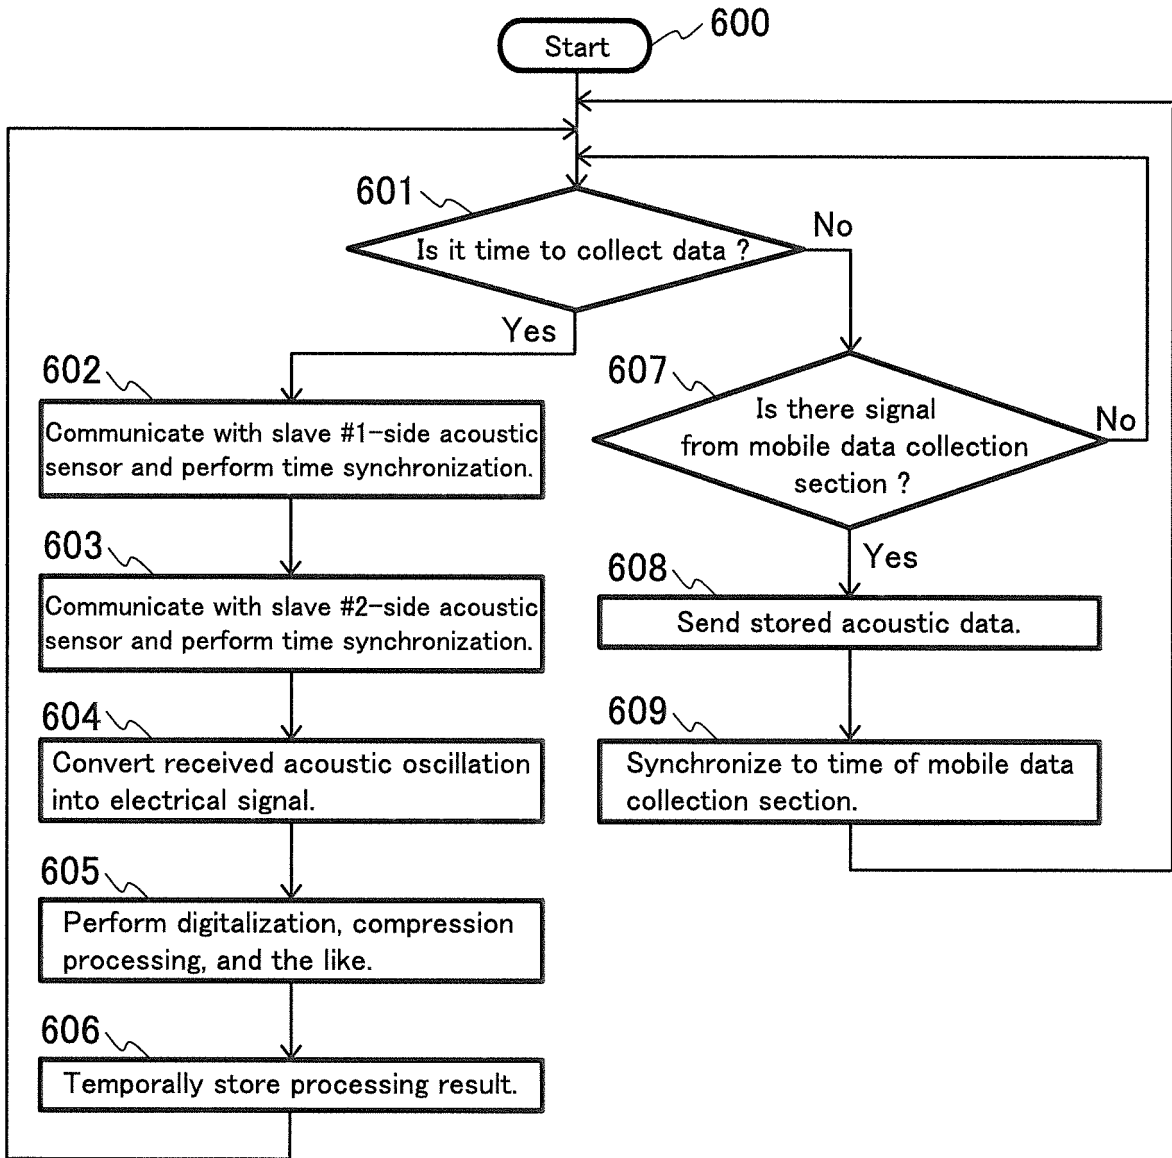 600
Start
601
Is it time to collect data ?
No
Yes
602
Communicate with slave #1-side acoustic
sensor and perform time synchronization.
603
Communicate with slave #2-side acoustic
sensor and perform time synchronization.
604
Convert received acoustic oscillation
into electrical signal.
605
Perform digitalization, compression
processing, and the like.
606
Temporally store processing result.
607
Is there signal
from mobile data collection
section ?
No
Yes
608
Send stored acoustic data.
609
Synchronize to time of mobile data
collection section.